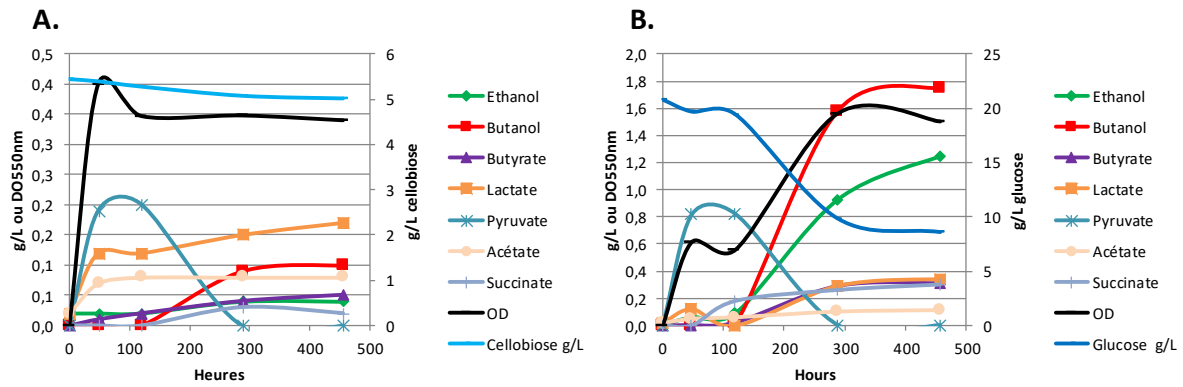 A.
0,5
0,4
0,4
0,3
0,3
0,2
0,2
0,1
0,1
0,0
g/L ou DO550nm
6
5
4
3
2
1
0
g/L cellobiose
0 100 200 300 400 500
Heures
Ethanol
Butanol
Butyrate
Lactate
Pyruvate
Acétate
Succinate
OD
Cellobiose g/L
B.
2,0
1,8
1,6
1,4
1,2
1,0
0,8
0,6
0,4
0,2
0,0
g/L ou DO550nm
25
20
15
10
5
0
g/L glucose
0 100 200 300 400 500
Hours
Ethanol
Butanol
Butyrate
Lactate
Pyruvate
Acétate
Succinate
OD
Glucose g/L